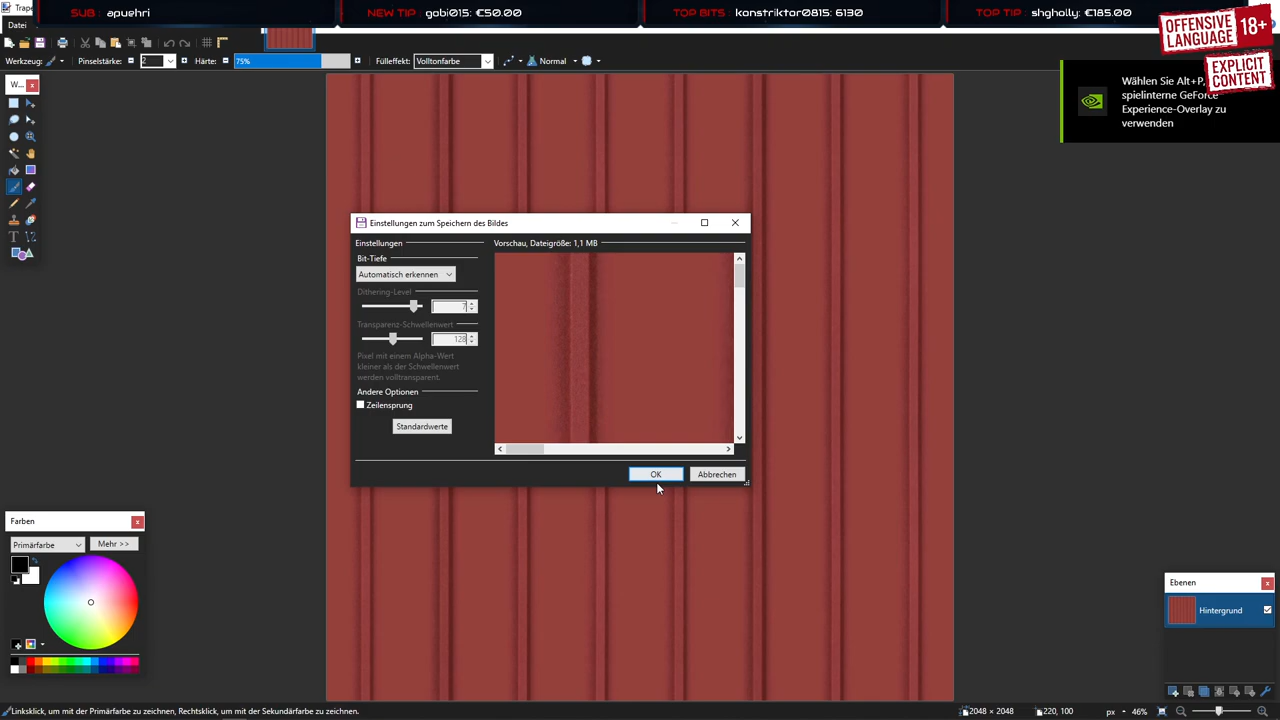 Trape
SUB : apuehri
NEW TIP : gobi015: €50.00
TOP BITS : konstriktor0815: 6130
TOP TIP : shgholly: €185.00
Datei
OFFENSIVE
LANGUAGE 18+
EXPLICIT
CONTENT
Werkzeug:
Pinselstärke:
2
Härte:
75%
Fülleffekt:
Volltonfarbe
Normal
W...
Wählen Sie Alt+P,
spielinterne GeForce
Experience-Overlay zu
verwenden
Einstellungen zum Speichern des Bildes
Einstellungen
Vorschau, Dateigröße: 1,1 MB
Bit-Tiefe
Automatisch erkennen
Dithering-Level
7
Transparenz-Schwellenwert
128
Pixel mit einem Alpha-Wert
kleiner als der Schwellenwert
werden volltransparent.
Andere Optionen
Zeilensprung
Standardwerte
OK
Abbrechen
Farben
Primärfarbe
Mehr >>
Ebenen
Hintergrund
Linksklick, um mit der Primärfarbe zu zeichnen, Rechtsklick, um mit der Sekundärfarbe zu zeichnen.
2048 × 2048
220, 100
px
46%